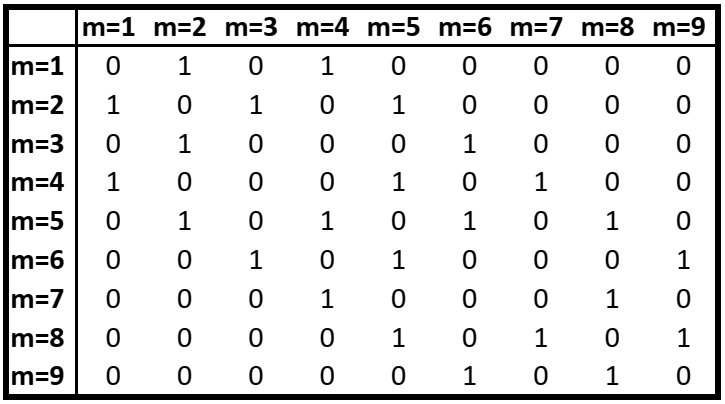 m=1 m=2 m=3 m=4 m=5 m=6 m=7 m=8 m=9
m=1 0 1 0 1 0 0 0 0 0
m=2 1 0 1 0 1 0 0 0 0
m=3 0 1 0 0 0 1 0 0 0
m=4 1 0 0 0 1 0 1 0 0
m=5 0 1 0 1 0 1 0 1 0
m=6 0 0 1 0 1 0 0 0 1
m=7 0 0 0 1 0 0 0 1 0
m=8 0 0 0 0 1 0 1 0 1
m=9 0 0 0 0 0 1 0 1 0